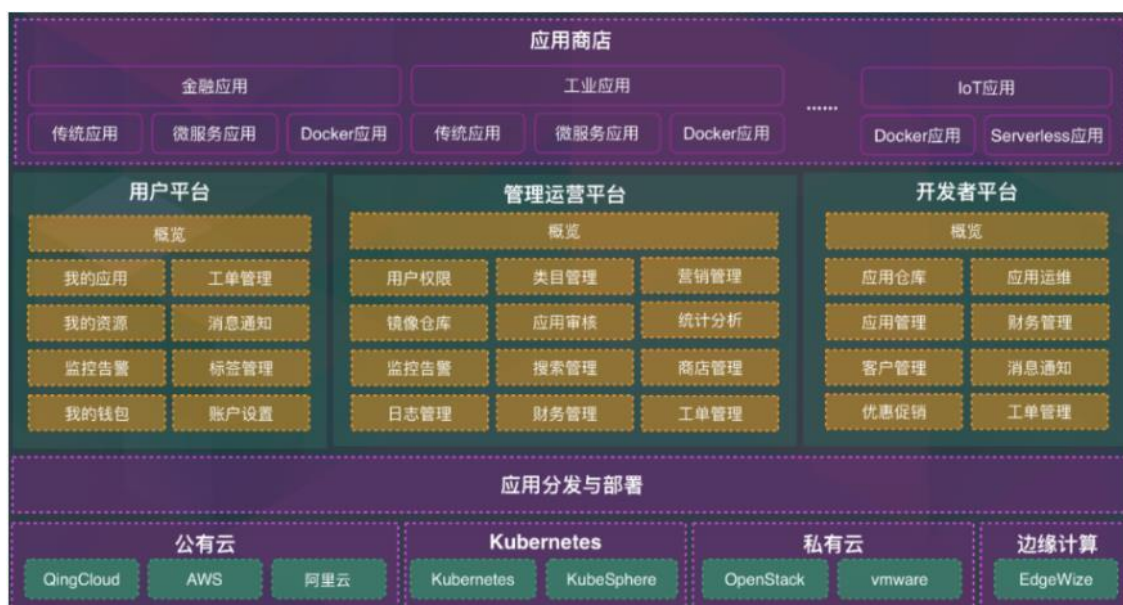 应用商店
金融应用
工业应用
IoT应用
......
传统应用
微服务应用
Docker应用
传统应用
微服务应用
Docker应用
Docker应用
Serverless应用
用户平台
概览
我的应用
工单管理
我的资源
消息通知
监控告警
标签管理
我的钱包
账户设置
管理运营平台
概览
用户权限
类目管理
营销管理
镜像仓库
应用审核
统计分析
监控告警
搜索管理
商店管理
日志管理
财务管理
工单管理
开发者平台
概览
应用仓库
应用运维
应用管理
财务管理
客户管理
消息通知
优惠促销
工单管理
应用分发与部署
公有云
QingCloud
AWS
阿里云
Kubernetes
Kubernetes
KubeSphere
私有云
OpenStack
vmware
边缘计算
EdgeWize